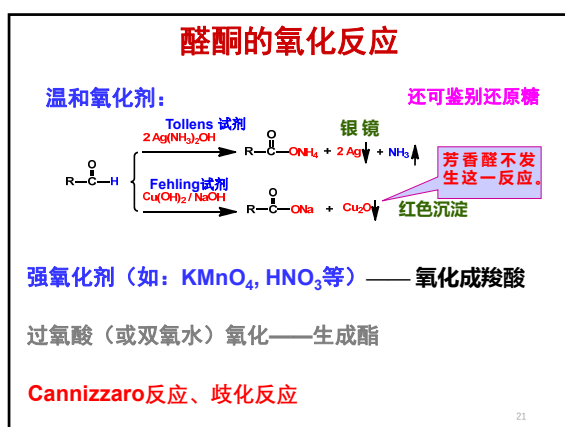 醛酮的氧化反应
温和氧化剂：
还可鉴别还原糖
Tollens 试剂
2 Ag(NH3)2OH
银 镜
R—C—H
O
R—C—ONH4 + 2 Ag + NH3
O
Fehling试剂
Cu(OH)2 / NaOH
R—C—ONa + Cu2O
O
红色沉淀
芳香醛不发
生这一反应。
强氧化剂（如：KMnO4, HNO3等）—— 氧化成羧酸
过氧酸（或双氧水）氧化——生成酯
Cannizzaro反应、歧化反应
21